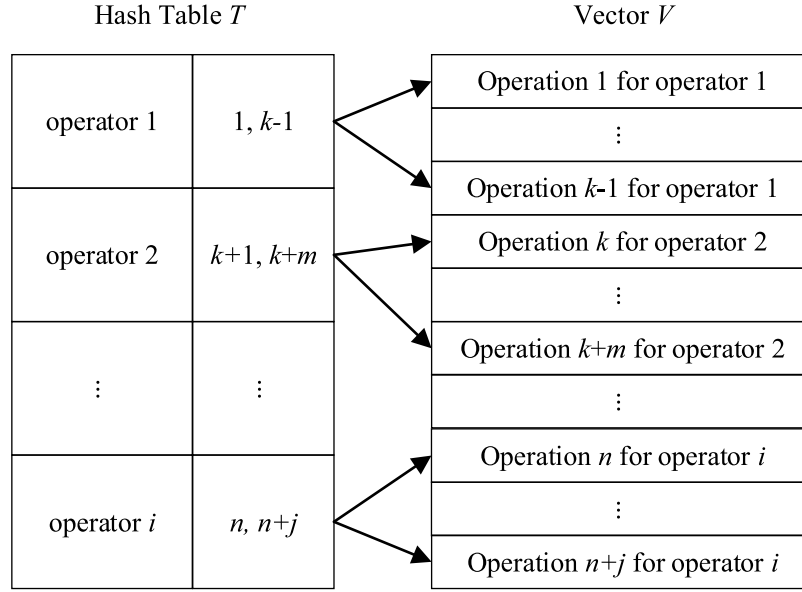 Hash Table T
Vector V
operator 1
1, k-1
operator 2
k+1, k+m
⋮
⋮
operator i
n, n+j
Operation 1 for operator 1
⋮
Operation k-1 for operator 1
Operation k for operator 2
⋮
Operation k+m for operator 2
⋮
Operation n for operator i
⋮
Operation n+j for operator i